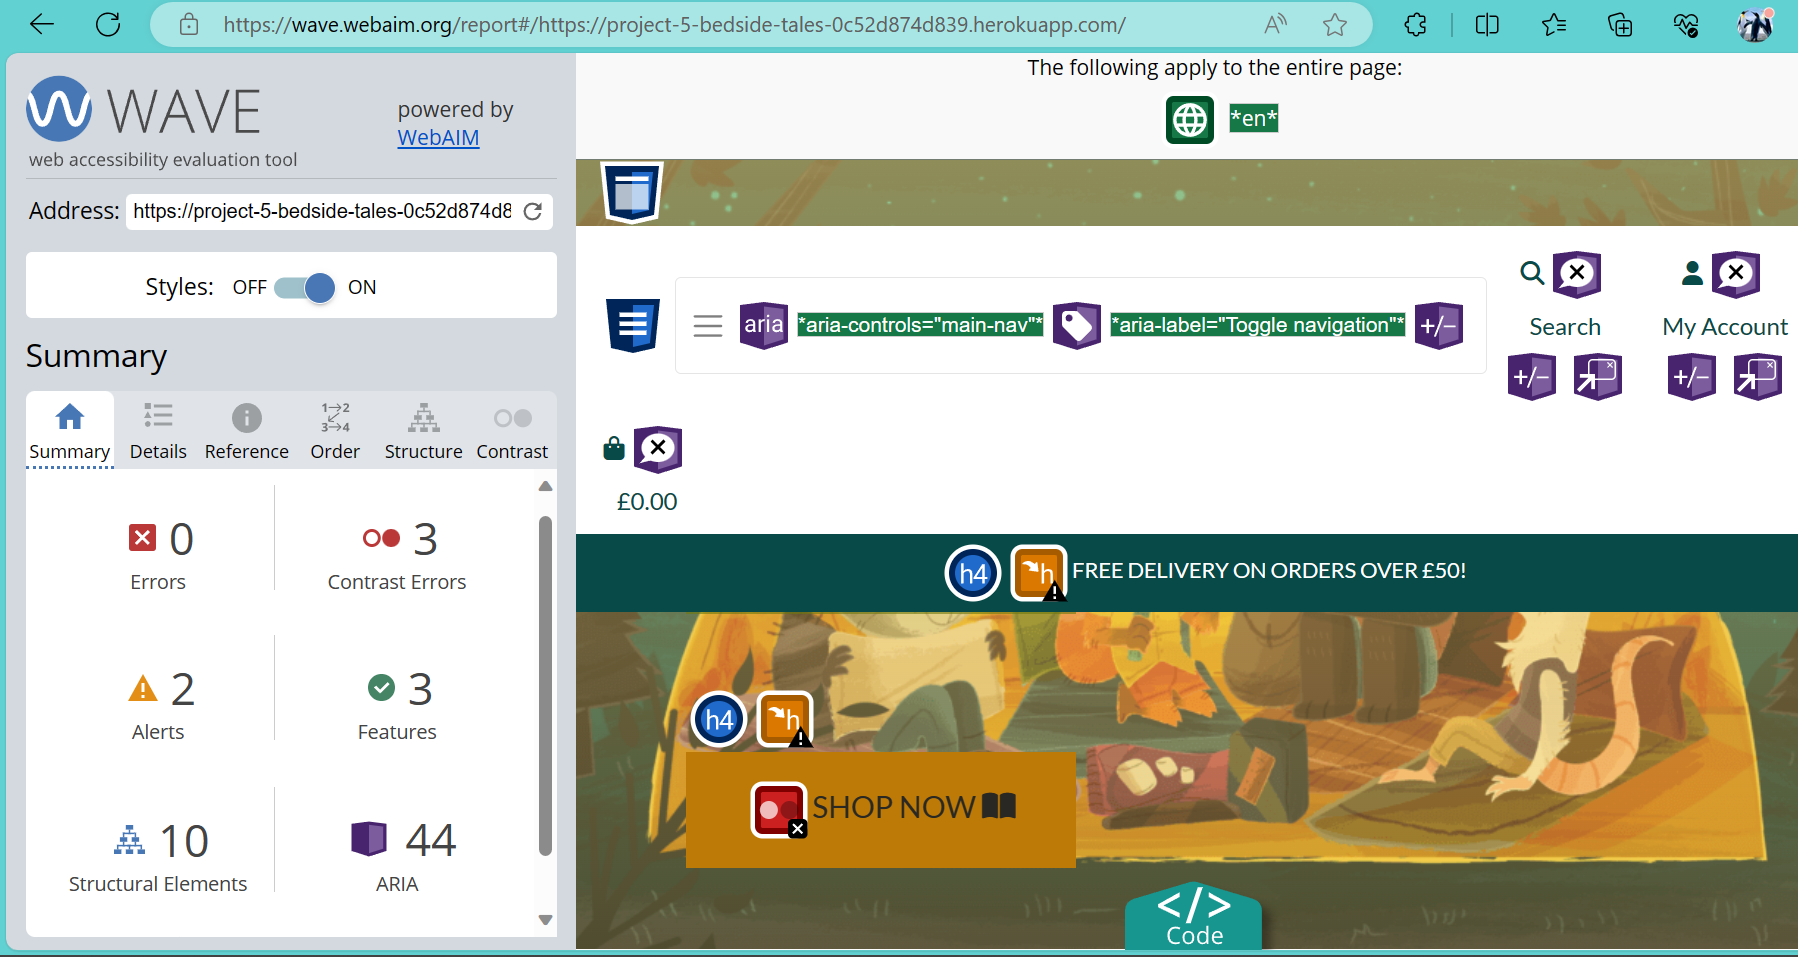 https://wave.webaim.org/report#/https://project-5-bedside-tales-0c52d874d839.herokuapp.com/
WAVE
powered by
WebAIM
web accessibility evaluation tool
Address: https://project-5-bedside-tales-0c52d874d8
Styles: OFF ON
Summary
Summary Details Reference Order Structure Contrast
0
Errors
3
Contrast Errors
2
Alerts
3
Features
10
Structural Elements
44
ARIA
The following apply to the entire page:
*en*
aria *aria-controls="main-nav"* *aria-label="Toggle navigation"* +/-
Search
+/-
My Account
+/-
£0.00
h4 h FREE DELIVERY ON ORDERS OVER £50!
h4 h
SHOP NOW
</>
Code